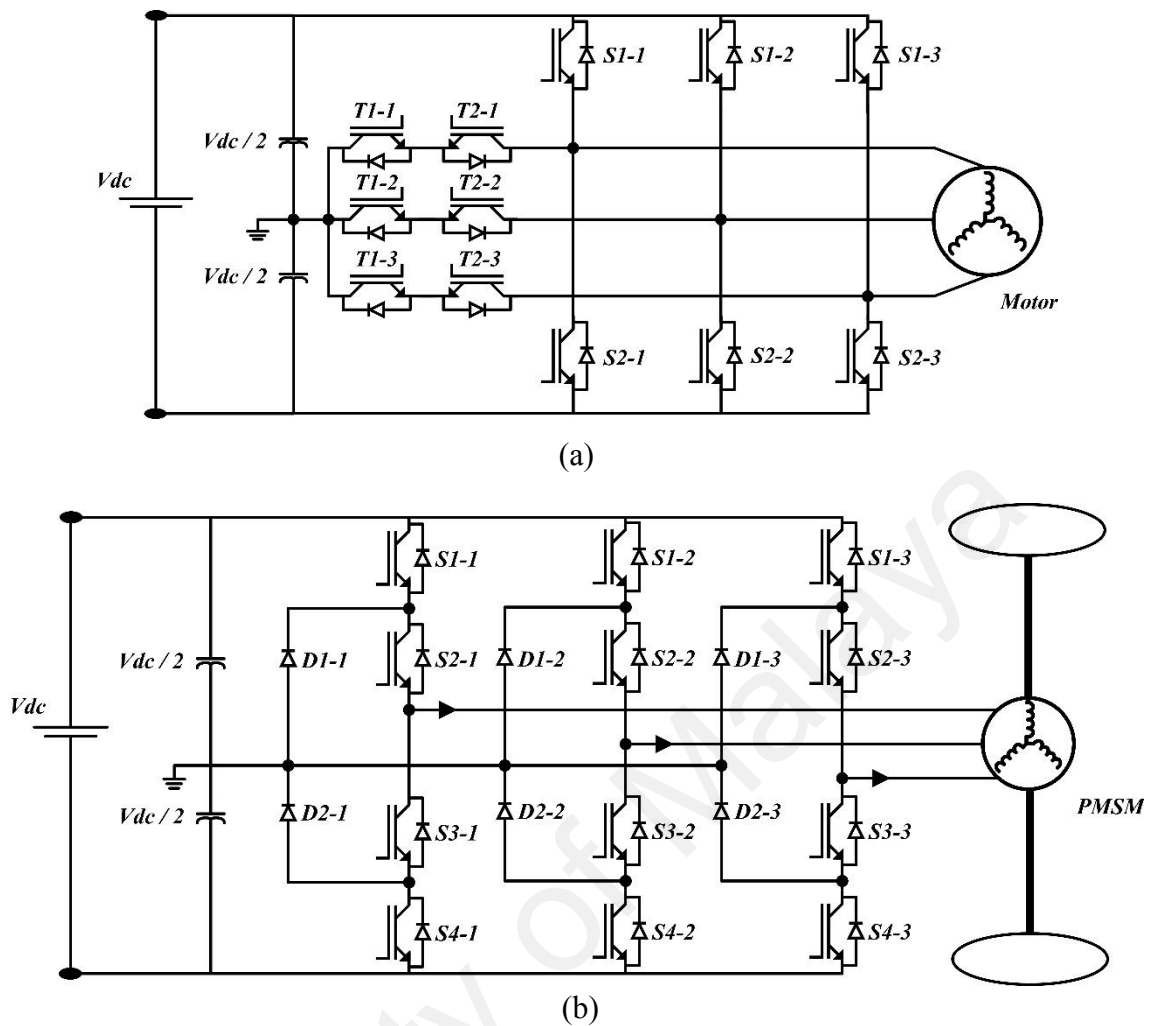 S1-1
S1-2
S1-3
T1-1
T2-1
Vdc / 2
T1-2
T2-2
Vdc
T1-3
T2-3
Vdc / 2
Motor
S2-1
S2-2
S2-3
(a)
S1-1
S1-2
S1-3
Vdc / 2
D1-1
S2-1
D1-2
S2-2
D1-3
S2-3
Vdc
Vdc / 2
D2-1
S3-1
D2-2
S3-2
D2-3
S3-3
PMSM
S4-1
S4-2
S4-3
(b)
of Malaya